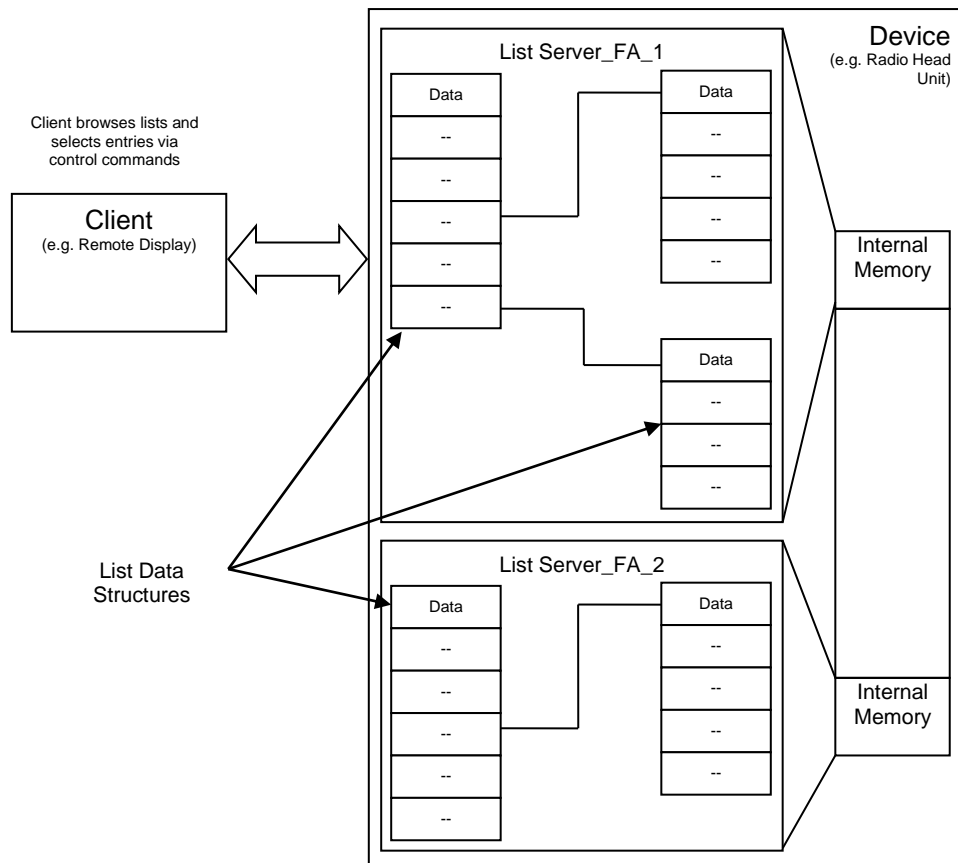 Device
(e.g. Radio Head
Unit)
List Server_FA_1
Data
--
--
--
--
--
Data
--
--
--
--
Data
--
--
--
Client browses lists and
selects entries via
control commands
Client
(e.g. Remote Display)
Internal
Memory
List Data
Structures
List Server_FA_2
Data
--
--
--
--
--
Data
--
--
--
--
Internal
Memory